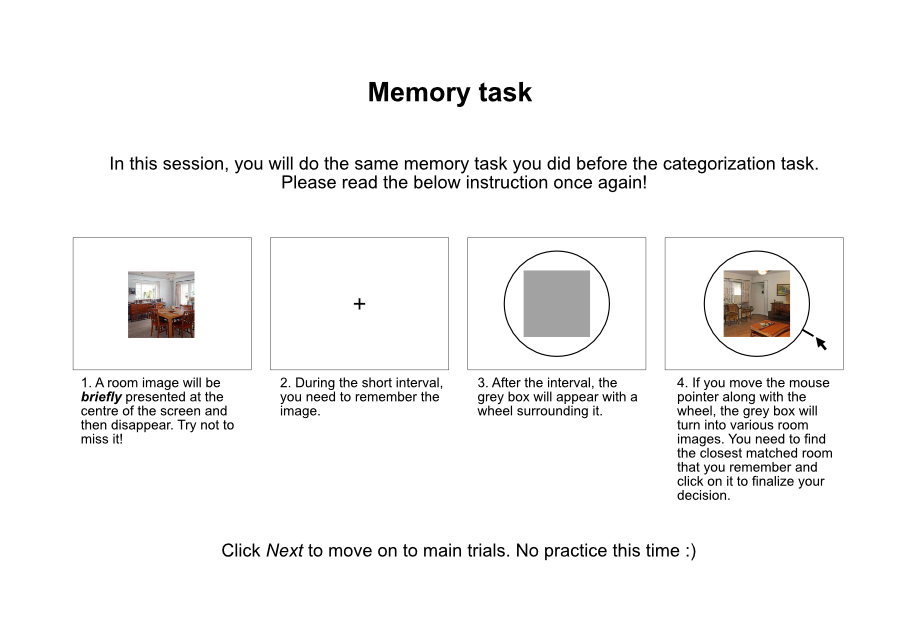 Memory task
In this session, you will do the same memory task you did before the categorization task.
Please read the below instruction once again!
+
1. A room image will be
briefly presented at the
centre of the screen and
then disappear. Try not to
miss it!
2. During the short interval,
you need to remember the
image.
3. After the interval, the
grey box will appear with a
wheel surrounding it.
4. If you move the mouse
pointer along with the
wheel, the grey box will
turn into various room
images. You need to find
the closest matched room
that you remember and
click on it to finalize your
decision.
Click Next to move on to main trials. No practice this time :)